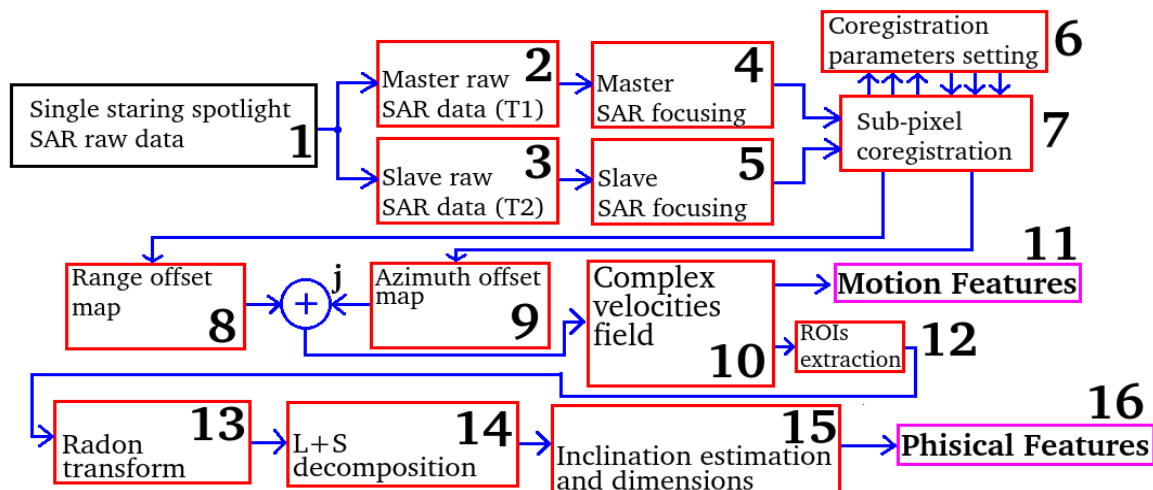 Single staring spotlight
SAR raw data
1
Master raw
SAR data (T1)
2
Slave raw
SAR data (T2)
3
Master
SAR focusing
4
Slave
SAR focusing
5
Coregistration
parameters setting
6
Sub-pixel
coregistration
7
Range offset
map
8
+
j
Azimuth offset
map
9
Complex
velocities
field
10
11
Motion Features
ROIs
extraction
12
Radon
transform
13
L+S
decomposition
14
Inclination estimation
and dimensions
15
16
Phisical Features